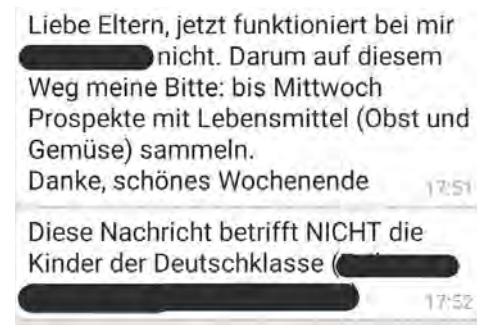 Liebe Eltern, jetzt funktioniert bei mir
nicht. Darum auf diesem
Weg meine Bitte: bis Mittwoch
Prospekte mit Lebensmittel (Obst und
Gemüse) sammeln.
Danke, schönes Wochenende 17:51
Diese Nachricht betrifft NICHT die
Kinder der Deutschklasse (
17:52